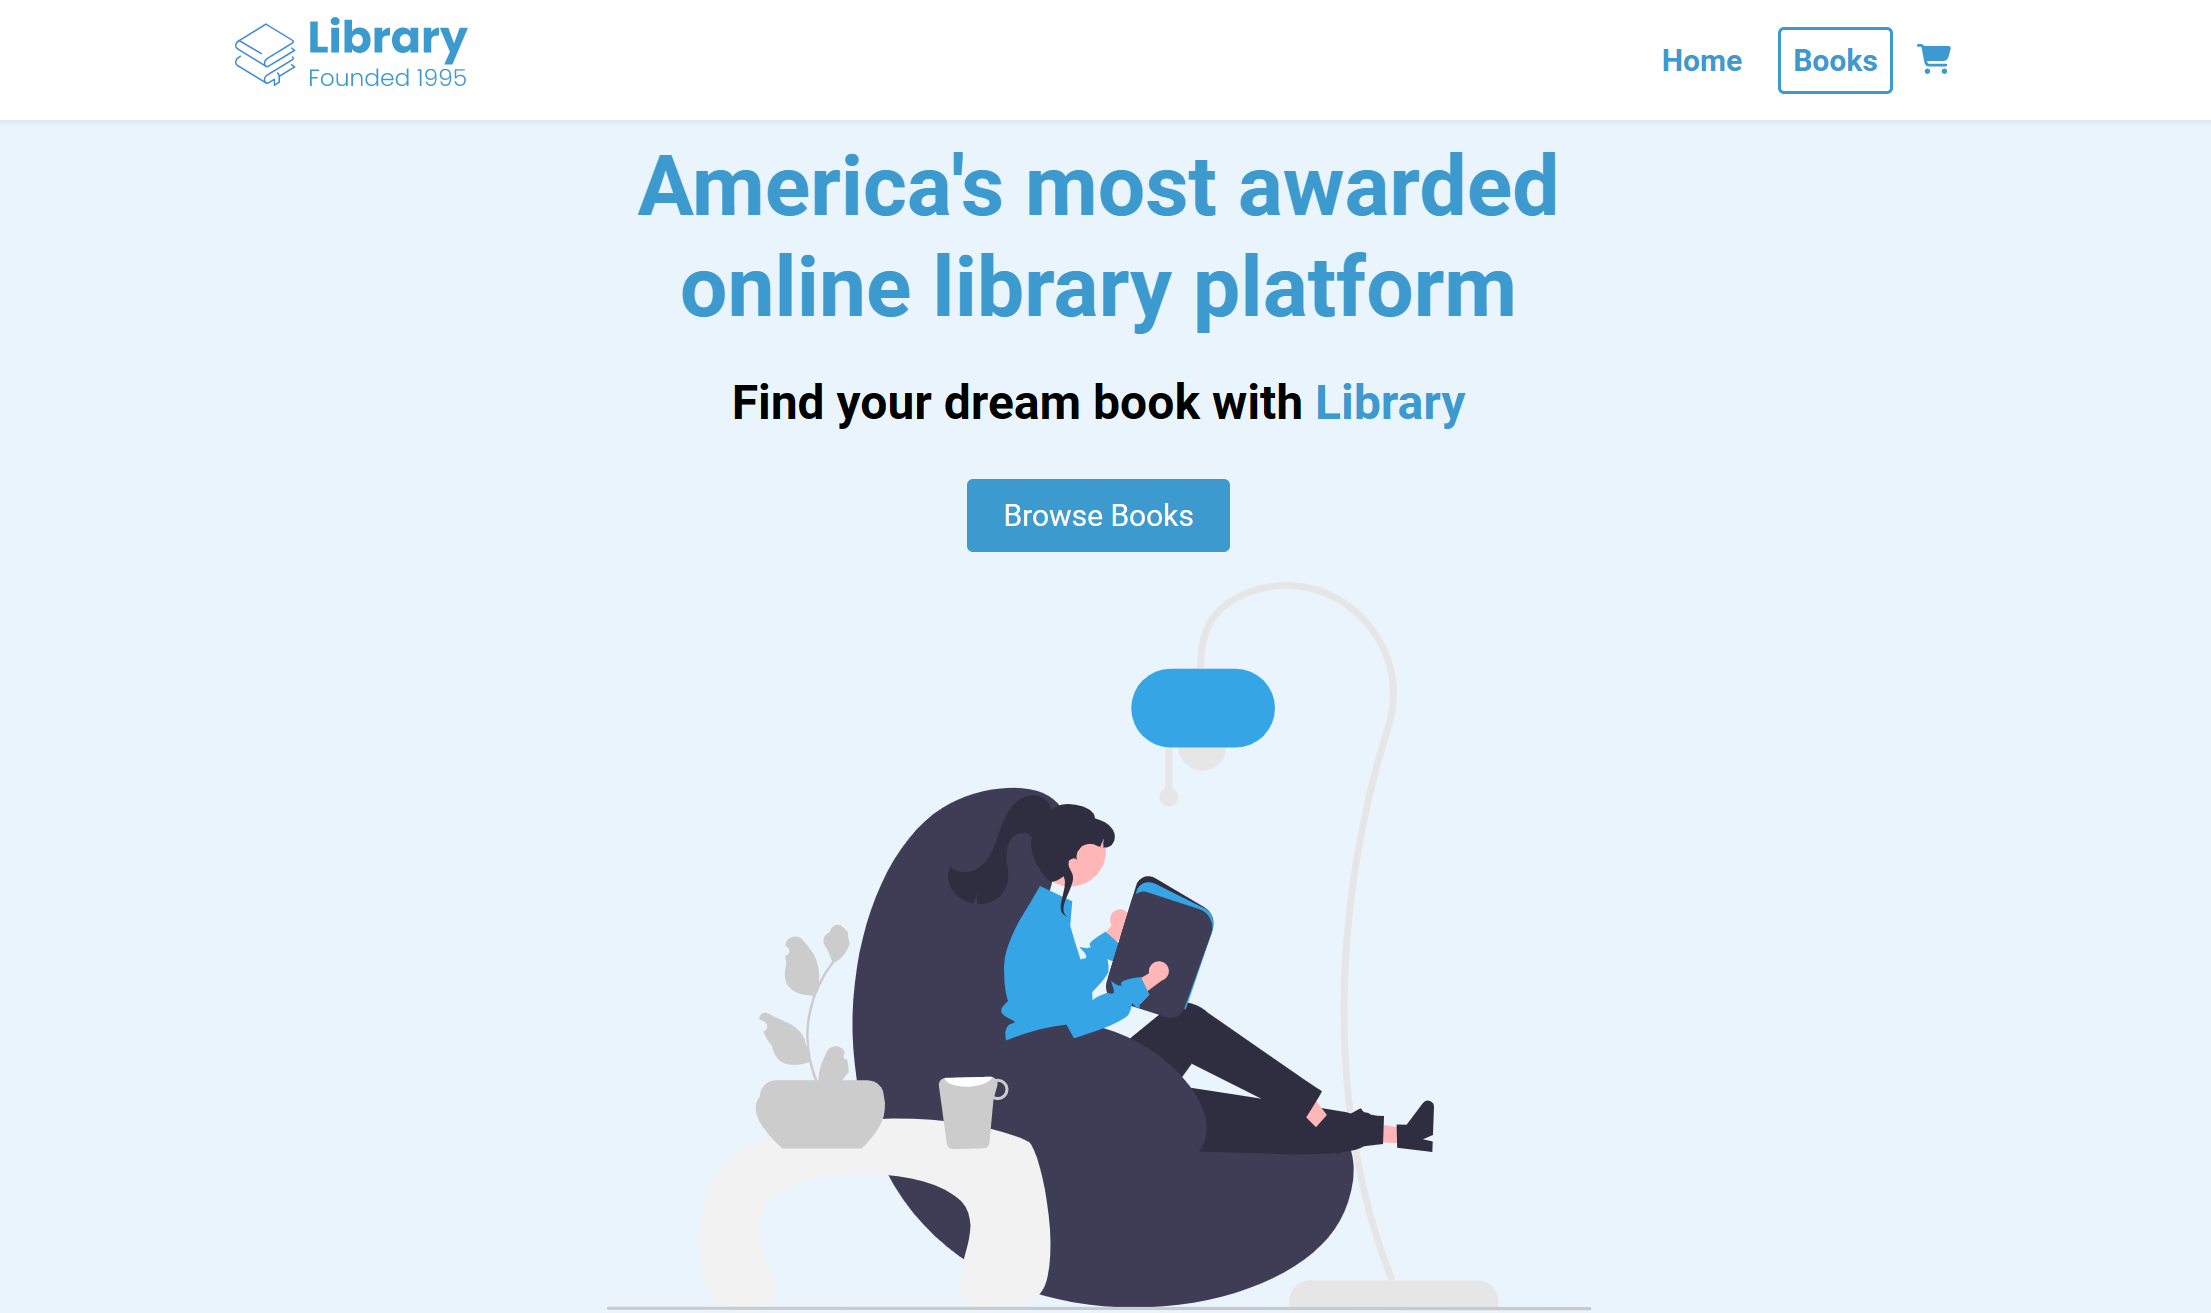 Library
Founded 1995
Home
Books
America's most awarded
online library platform
Find your dream book with Library
Browse Books